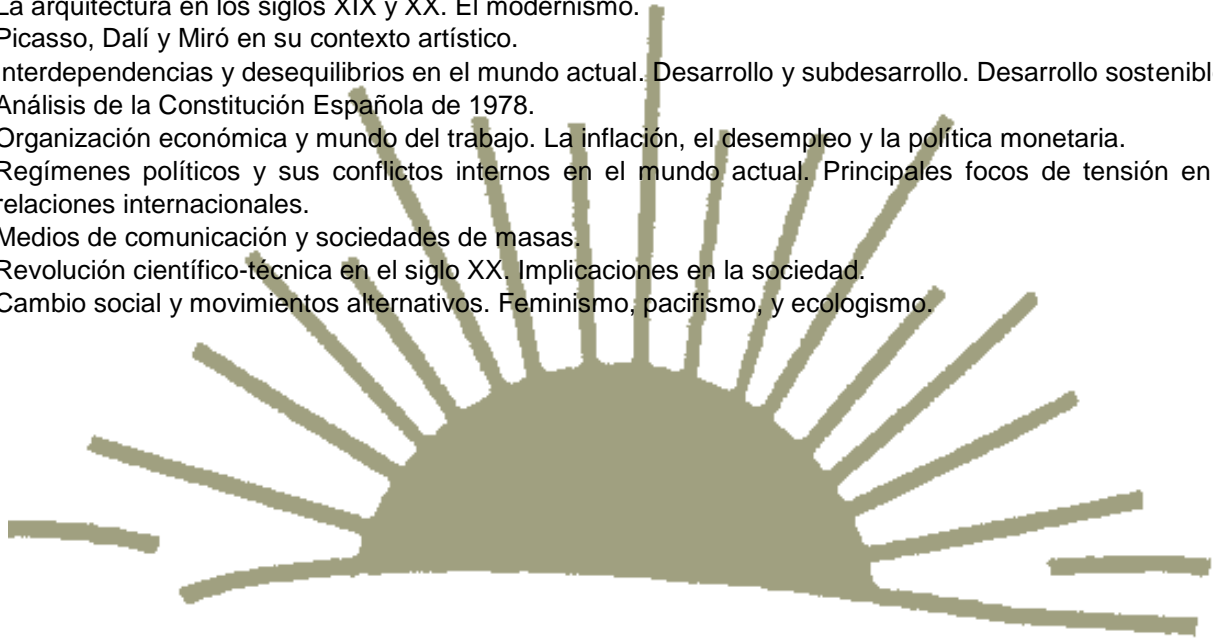 La arquitectura en los siglos XIX y XX. El modernismo.
Picasso, Dalí y Miró en su contexto artístico.
Interdependencias y desequilibrios en el mundo actual. Desarrollo y subdesarrollo. Desarrollo sostenibl
Análisis de la Constitución Española de 1978.
Organización económica y mundo del trabajo. La inflación, el desempleo y la política monetaria.
Regímenes políticos y sus conflictos internos en el mundo actual. Principales focos de tensión en
relaciones internacionales.
Medios de comunicación y sociedades de masas.
Revolución científico-técnica en el siglo XX. Implicaciones en la sociedad.
Cambio social y movimientos alternativos. Feminismo, pacifismo, y ecologismo.